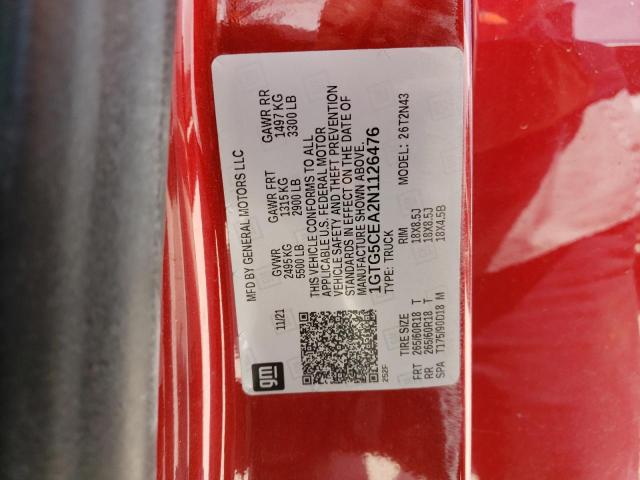 MFD BY GENERAL MOTORS LLC
11/21
GVWR GAWR FRT GAWR RR
2495 KG 1315 KG 1497 KG
5500 LB 2900 LB 3300 LB
THIS VEHICLE CONFORMS TO ALL
APPLICABLE U.S. FEDERAL MOTOR
VEHICLE SAFETY AND THEFT PREVENTION
STANDARDS IN EFFECT ON THE DATE OF
MANUFACTURE SHOWN ABOVE.
1GTG5CEA2N1126476
TYPE: TRUCK MODEL: 26T2N43
gm
252F
TIRE SIZE RIM
FRT 265/60R18 T 18X8.5J
RR 265/60R18 T 18X8.5J
SPA T175/90D18 M 18X4.5B